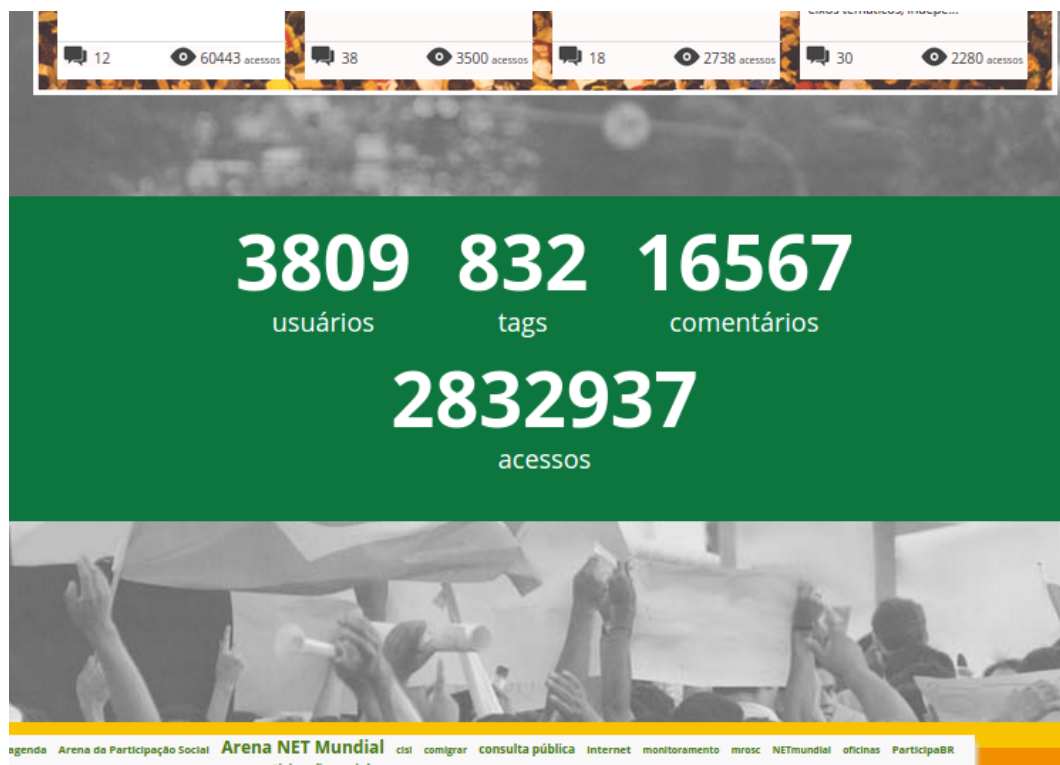 12 60443 acessos 38 3500 acessos 18 2738 acessos 30 2280 acessos
3809 832 16567
usuários tags comentários
2832937
acessos
agenda Arena da Participação Social Arena NET Mundial cisl comigrar consulta pública Internet monitoramento mrosc NETmundial oficinas ParticipaBR